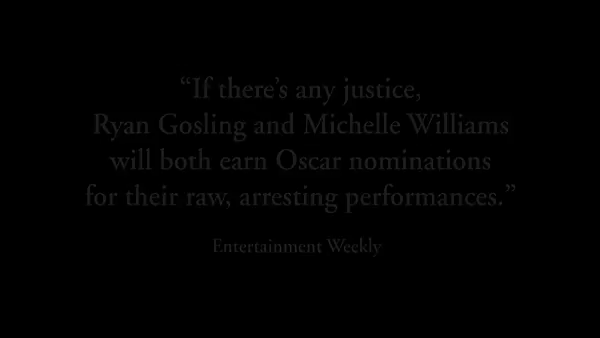 “If there’s any justice,
Ryan Gosling and Michelle Williams
will both earn Oscar nominations
for their raw, arresting performances.”
Entertainment Weekly